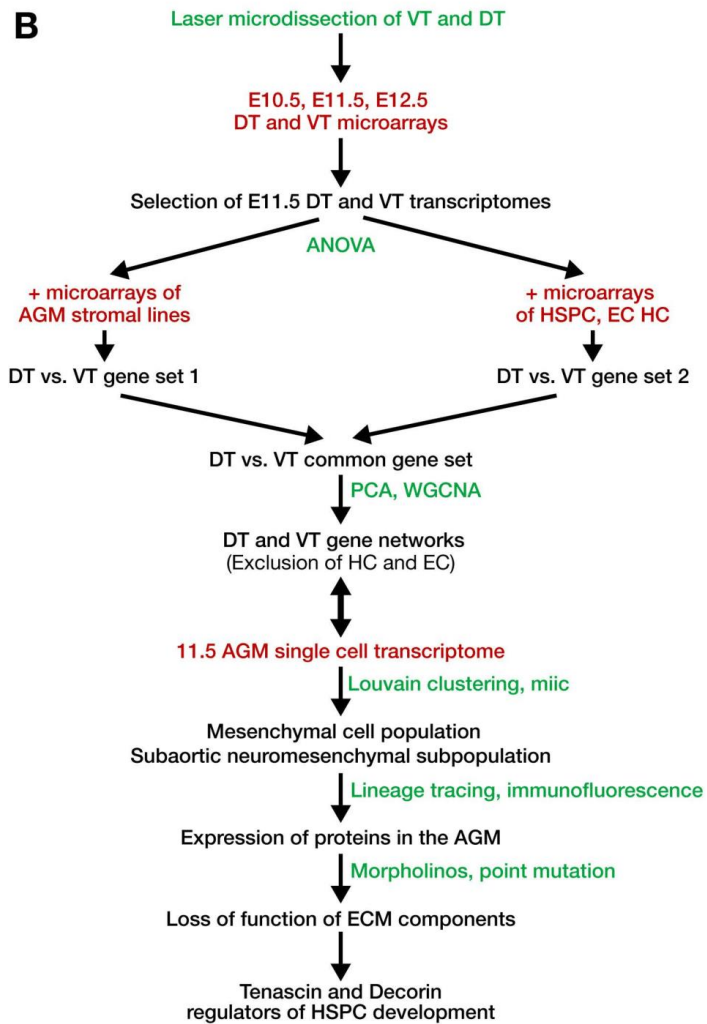 B
Laser microdissection of VT and DT
E10.5, E11.5, E12.5
DT and VT microarrays
Selection of E11.5 DT and VT transcriptomes
ANOVA
+ microarrays of
AGM stromal lines
+ microarrays
of HSPC, EC HC
DT vs. VT gene set 1
DT vs. VT gene set 2
DT vs. VT common gene set
PCA, WGCNA
DT and VT gene networks
(Exclusion of HC and EC)
11.5 AGM single cell transcriptome
Louvain clustering, miic
Mesenchymal cell population
Subaortic neuromesenchymal subpopulation
Lineage tracing, immunofluorescence
Expression of proteins in the AGM
Morpholinos, point mutation
Loss of function of ECM components
Tenascin and Decorin
regulators of HSPC development